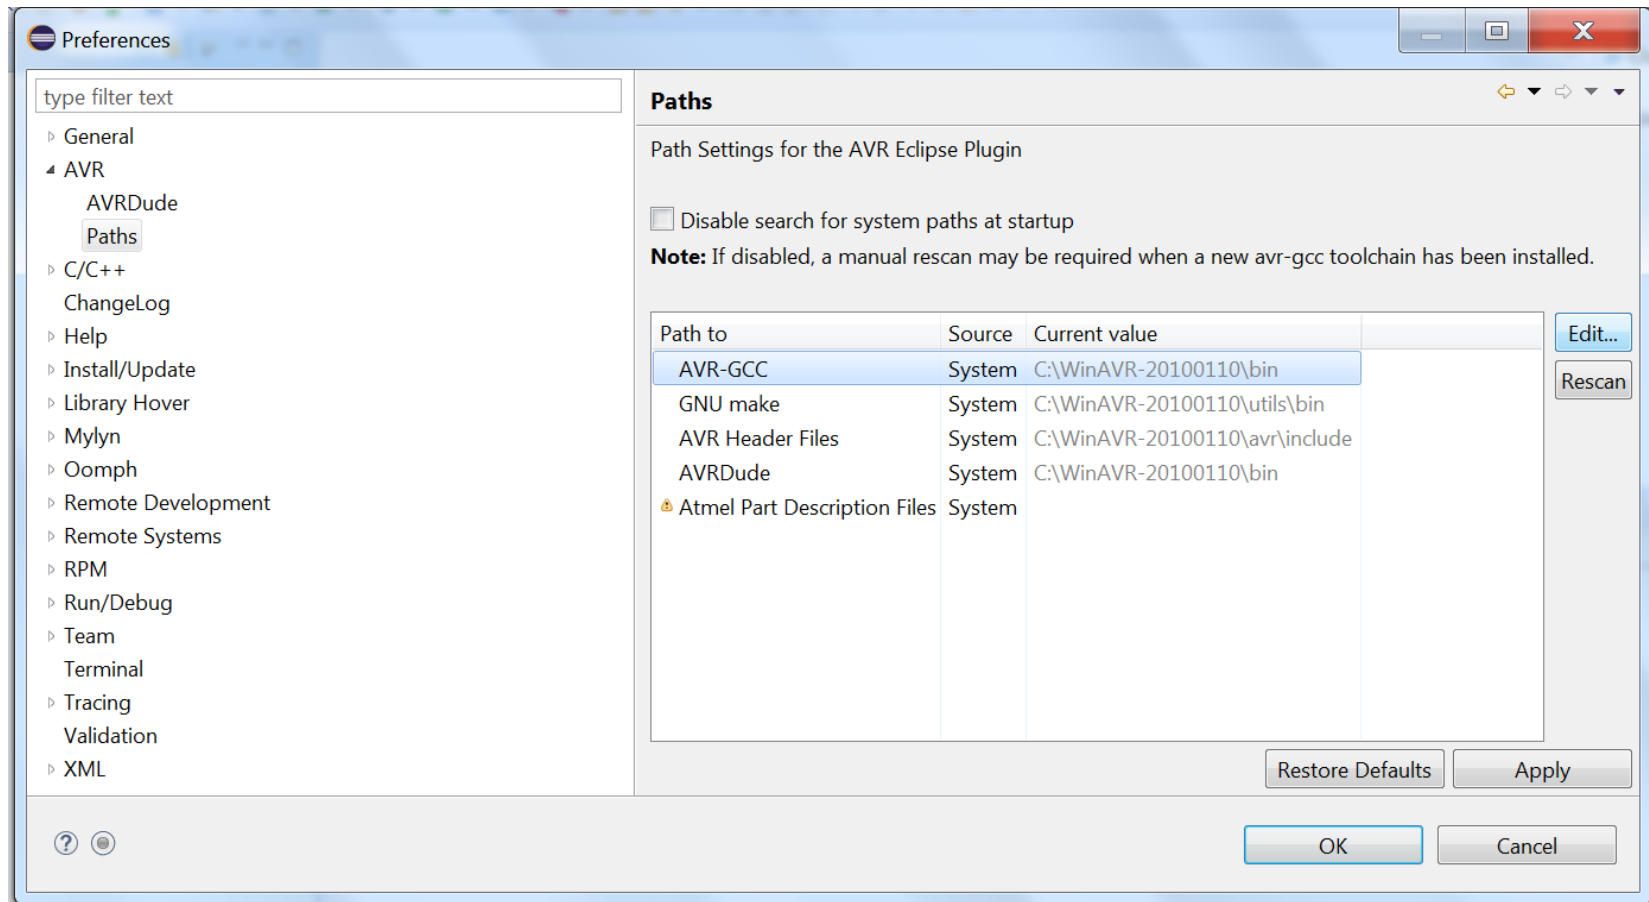 Preferences
type filter text
General
AVR
AVRDude
Paths
C/C++
ChangeLog
Help
Install/Update
Library Hover
Mylyn
Oomph
Remote Development
Remote Systems
RPM
Run/Debug
Team
Terminal
Tracing
Validation
XML
Paths
Path Settings for the AVR Eclipse Plugin
Disable search for system paths at startup
Note: If disabled, a manual rescan may be required when a new avr-gcc toolchain has been installed.
Path to Source Current value
AVR-GCC System C:\WinAVR-20100110\bin
GNU make System C:\WinAVR-20100110\utils\bin
AVR Header Files System C:\WinAVR-20100110\avr\include
AVRDude System C:\WinAVR-20100110\bin
Atmel Part Description Files System
Edit...
Rescan
Restore Defaults Apply
OK Cancel